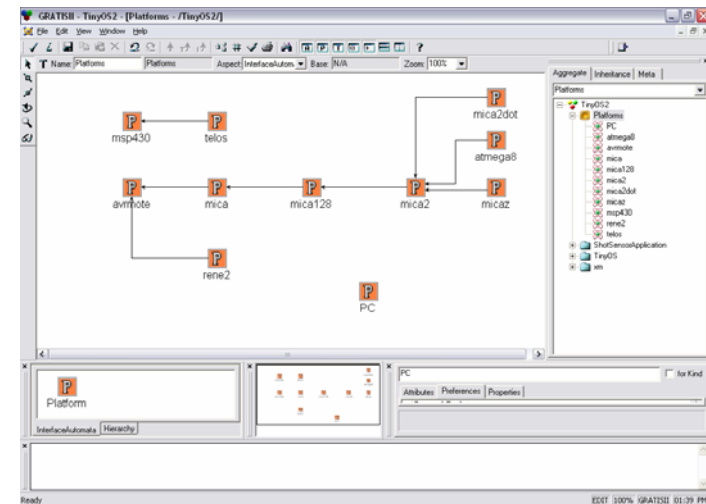 GRATISII - TinyOS2 - [Platforms - /TinyOS2/]
File Edit View Window Help
Name: Platforms Platforms Aspect: InterfaceAutom. Base: N/A Zoom: 100%
Aggregate Inheritance Meta
Platforms
TinyOS2
Platforms
PC
atmega8
avrmote
mica
mica128
mica2
mica2dot
micaz
msp430
rene2
telos
ShotSensorApplication
TinyOS
xm
P P P
msp430 telos mica2dot
P
atmega8
P P P P P
avrmote mica mica128 mica2 micaz
P
rene2
P
PC
P
Platform
InterfaceAutomata Hierarchy
PC for Kind
Attributes Preferences Properties
Ready EDIT 100% GRATISII 01:39 PM